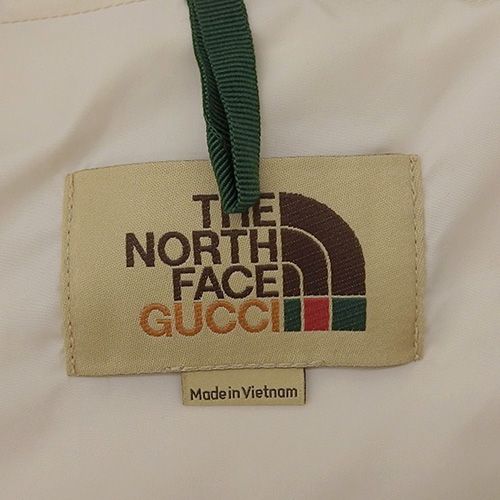 THE
NORTH
FACE
GUCCI
Made in Vietnam